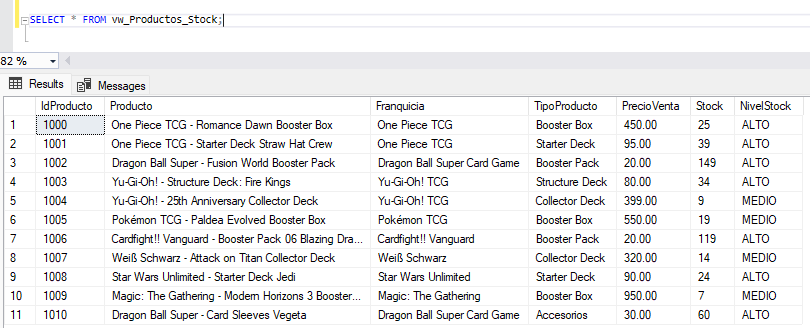 SELECT * FROM vw_Productos_Stock;
82 %
Results Messages
IdProducto Producto Franquicia TipoProducto PrecioVenta Stock NivelStock
1 1000 One Piece TCG - Romance Dawn Booster Box One Piece TCG Booster Box 450.00 25 ALTO
2 1001 One Piece TCG - Starter Deck Straw Hat Crew One Piece TCG Starter Deck 95.00 39 ALTO
3 1002 Dragon Ball Super - Fusion World Booster Pack Dragon Ball Super Card Game Booster Pack 20.00 149 ALTO
4 1003 Yu-Gi-Oh! - Structure Deck: Fire Kings Yu-Gi-Oh! TCG Structure Deck 80.00 34 ALTO
5 1004 Yu-Gi-Oh! - 25th Anniversary Collector Deck Yu-Gi-Oh! TCG Collector Deck 399.00 9 MEDIO
6 1005 Pokémon TCG - Paldea Evolved Booster Box Pokémon TCG Booster Box 550.00 19 MEDIO
7 1006 Cardfight!! Vanguard - Booster Pack 06 Blazing Dra... Cardfight!! Vanguard Booster Pack 20.00 119 ALTO
8 1007 Weiß Schwarz - Attack on Titan Collector Deck Weiß Schwarz Collector Deck 320.00 14 MEDIO
9 1008 Star Wars Unlimited - Starter Deck Jedi Star Wars Unlimited Starter Deck 90.00 24 ALTO
10 1009 Magic: The Gathering - Modern Horizons 3 Booster... Magic: The Gathering Booster Box 950.00 7 MEDIO
11 1010 Dragon Ball Super - Card Sleeves Vegeta Dragon Ball Super Card Game Accesorios 30.00 60 ALTO